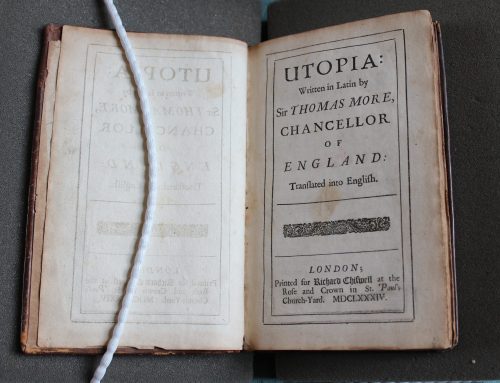 UTOPIA:
Written in Latin by
Sir THOMAS MORE,
CHANCELLOR
OF
ENGLAND:
Translated into English.
LONDON;
Printed for Richard Chiswell at the
Rose and Crown in St. Paul's
Church-Yard. MDCLXXXIV.